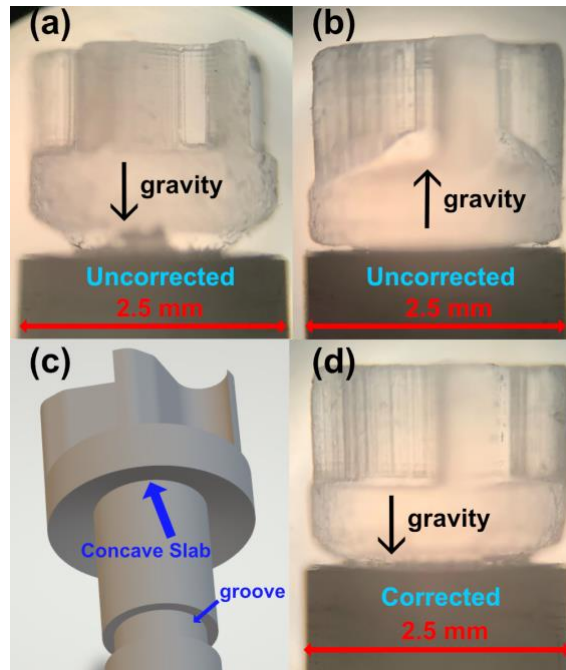 (a)
gravity
Uncorrected
2.5 mm
(b)
gravity
Uncorrected
2.5 mm
(c)
Concave Slab
groove
(d)
gravity
Corrected
2.5 mm